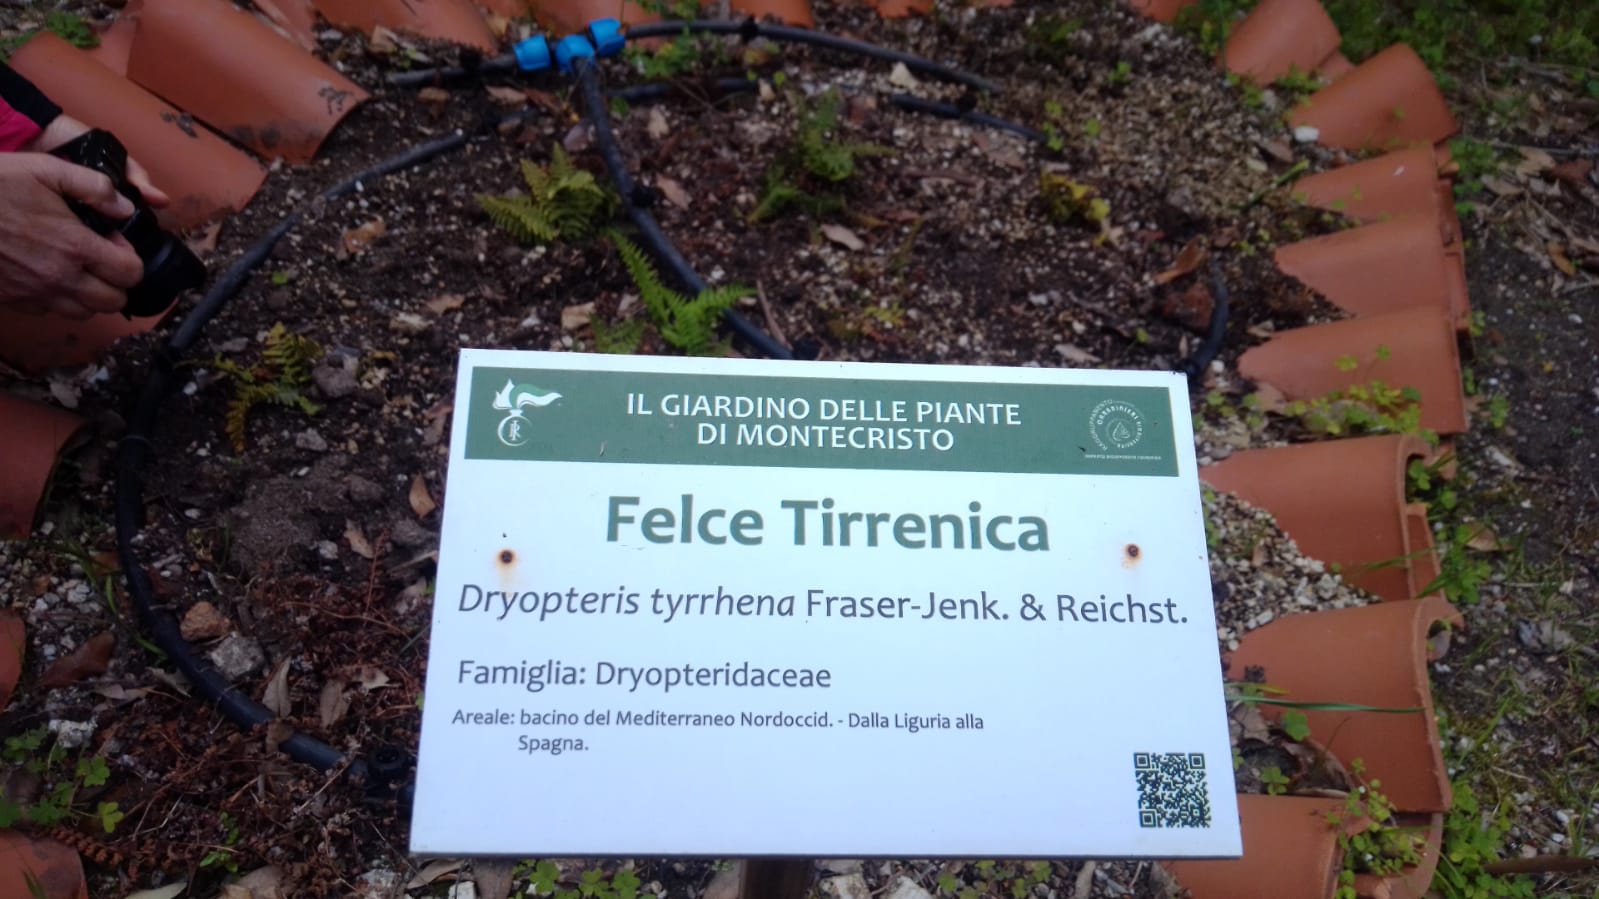 IL GIARDINO DELLE PIANTE
DI MONTECRISTO
Felce Tirrenica
Dryopteris tyrrhena Fraser-Jenk. & Reichst.
Famiglia: Dryopteridaceae
Areale: bacino del Mediterraneo Nordoccid. - Dalla Liguria alla
Spagna.